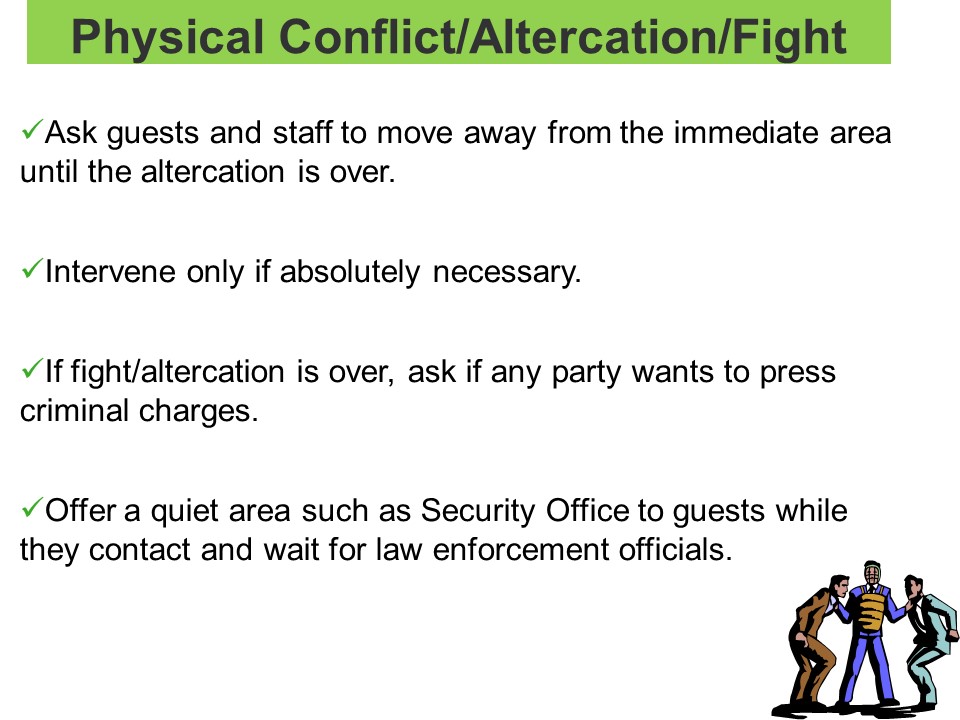 Physical Conflict/Altercation/Fight
✓Ask guests and staff to move away from the immediate area
until the altercation is over.
✓Intervene only if absolutely necessary.
✓If fight/altercation is over, ask if any party wants to press
criminal charges.
✓Offer a quiet area such as Security Office to guests while
they contact and wait for law enforcement officials.